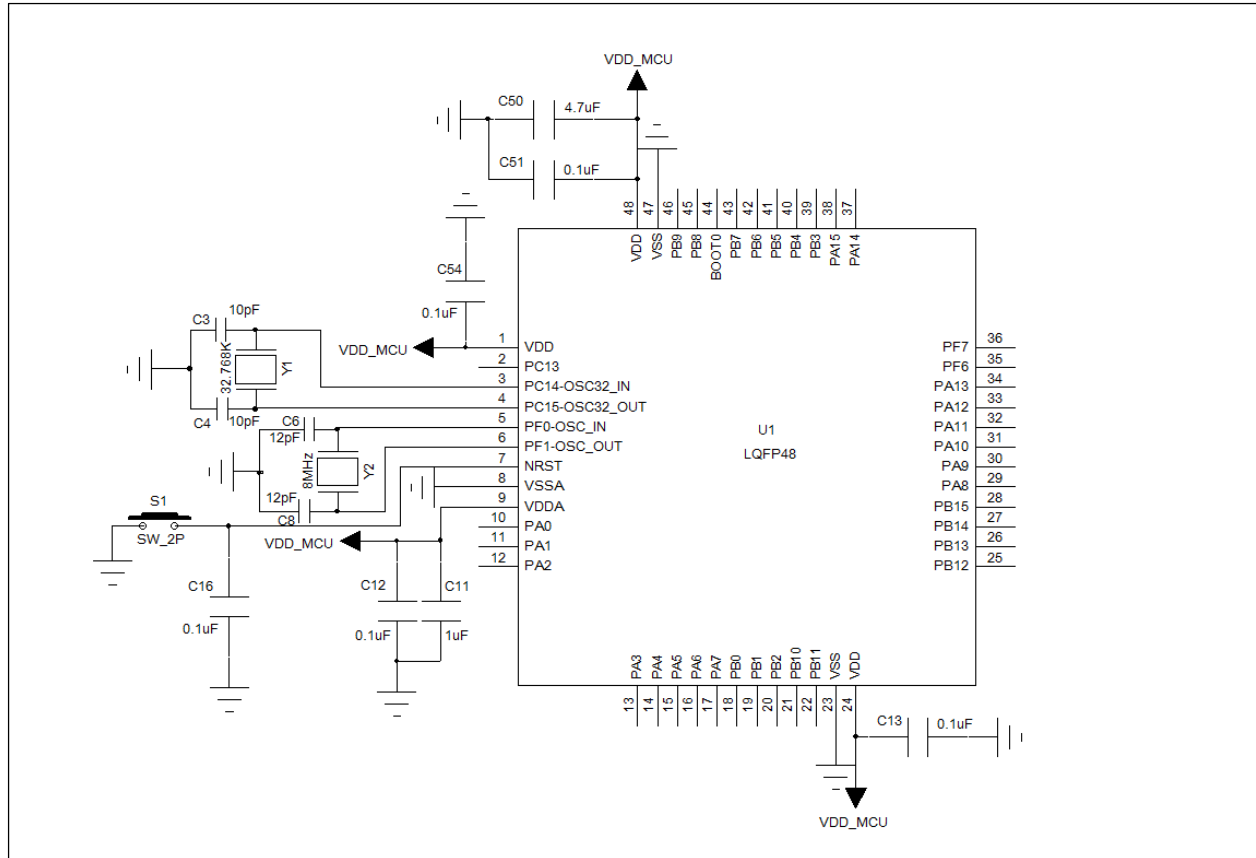 VDD_MCU
C50
4.7uF
C51
0.1uF
48
47
46
45
44
43
42
41
40
39
38
37
VDD
VSS
PB9
PB8
BOOT0
PB7
PB6
PB5
PB4
PB3
PA15
PA14
C54
0.1uF
C3
10pF
32.768K
Y1
C4
10pF
VDD_MCU
1 VDD
2 PC13
3 PC14-OSC32_IN
4 PC15-OSC32_OUT
5 PF0-OSC_IN
6 PF1-OSC_OUT
7 NRST
8 VSSA
9 VDDA
10 PA0
11 PA1
12 PA2
C6
12pF
8MHz
Y2
12pF
C8
S1
SW_2P
VDD_MCU
C16
0.1uF
C12
0.1uF
C11
1uF
U1
LQFP48
PF7 36
PF6 35
PA13 34
PA12 33
PA11 32
PA10 31
PA9 30
PA8 29
PB15 28
PB14 27
PB13 26
PB12 25
PA3
PA4
PA5
PA6
PA7
PB0
PB1
PB2
PB10
PB11
VSS
VDD
13
14
15
16
17
18
19
20
21
22
23
24
C13
0.1uF
VDD_MCU